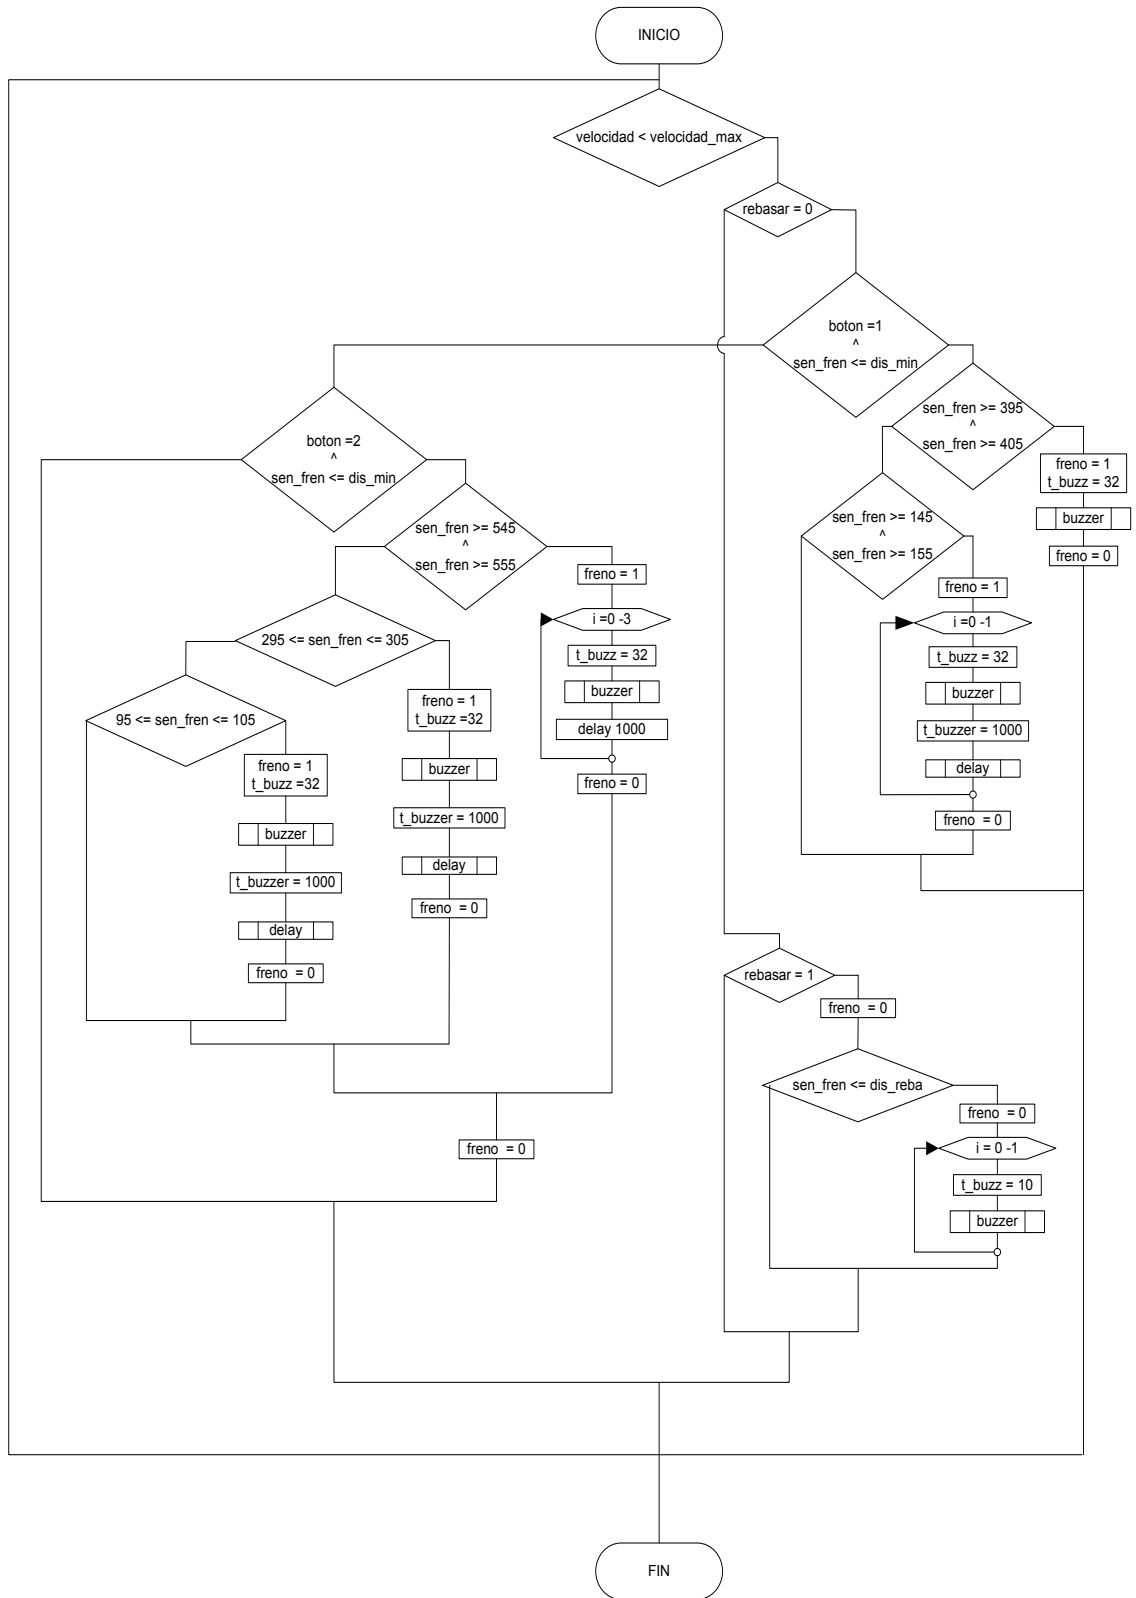 INICIO
velocidad < velocidad_max
rebasar = 0
boton =1
^
sen_fren <= dis_min
sen_fren >= 395
^
sen_fren >= 405
freno = 1
t_buzz = 32
buzzer
freno = 0
sen_fren >= 145
^
sen_fren >= 155
freno = 1
i =0 -1
t_buzz = 32
buzzer
t_buzzer = 1000
delay
freno = 0
boton =2
^
sen_fren <= dis_min
sen_fren >= 545
^
sen_fren >= 555
freno = 1
i =0 -3
t_buzz = 32
buzzer
delay 1000
freno = 0
295 <= sen_fren <= 305
freno = 1
t_buzz =32
buzzer
t_buzzer = 1000
delay
freno = 0
95 <= sen_fren <= 105
freno = 1
t_buzz =32
buzzer
t_buzzer = 1000
delay
freno = 0
freno = 0
rebasar = 1
freno = 0
sen_fren <= dis_reba
freno = 0
i = 0 -1
t_buzz = 10
buzzer
FIN